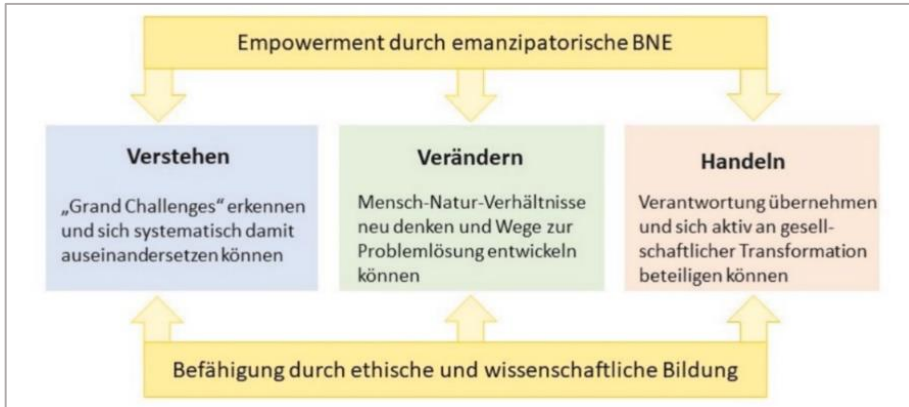 Empowerment durch emanzipatorische BNE
Verstehen
„Grand Challenges“ erkennen
und sich systematisch damit
auseinandersetzen können
Verändern
Mensch-Natur-Verhältnisse
neu denken und Wege zur
Problemlösung entwickeln
können
Handeln
Verantwortung übernehmen
und sich aktiv an gesell-
schaftlicher Transformation
beteiligen können
Befähigung durch ethische und wissenschaftliche Bildung